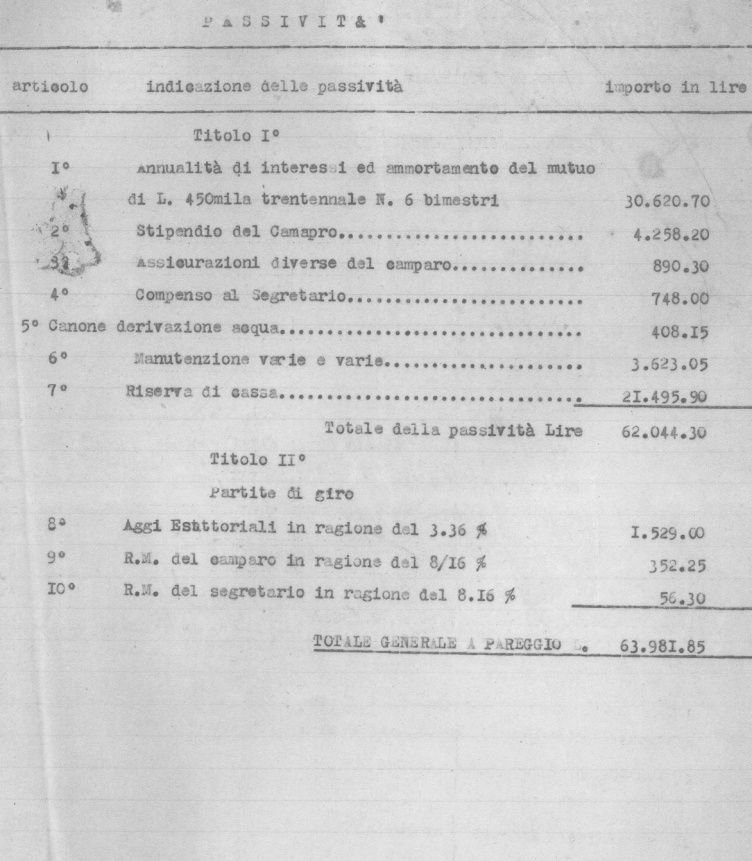 PASSIVIT&'
articolo indicazione delle passività importo in lire
Titolo I°
I° Annualità di interessi ed ammortamento del mutuo
di L. 450mila trentennale N. 6 bimestri 30.620.70
2° Stipendio del Camapro........................... 4.258.20
3° Assicurazioni diverse del camparo............... 890.30
4° Compenso al Segretario.......................... 748.00
5° Canone derivazione acqua................................. 408.I5
6° Manutenzione varie e varie...................... 3.623.05
7° Riserva di cassa................................. 2I.495.90
Totale della passività Lire 62.044.30
Titolo II°
Partite di giro
8° Aggi Esattoriali in ragione del 3.36 % I.529.00
9° R.M. del camparo in ragione del 8/I6 % 352.25
IO° R.M. del segretario in ragione del 8.I6 % 56.30
TOTALE GENERALE A PAREGGIO L. 63.98I.85